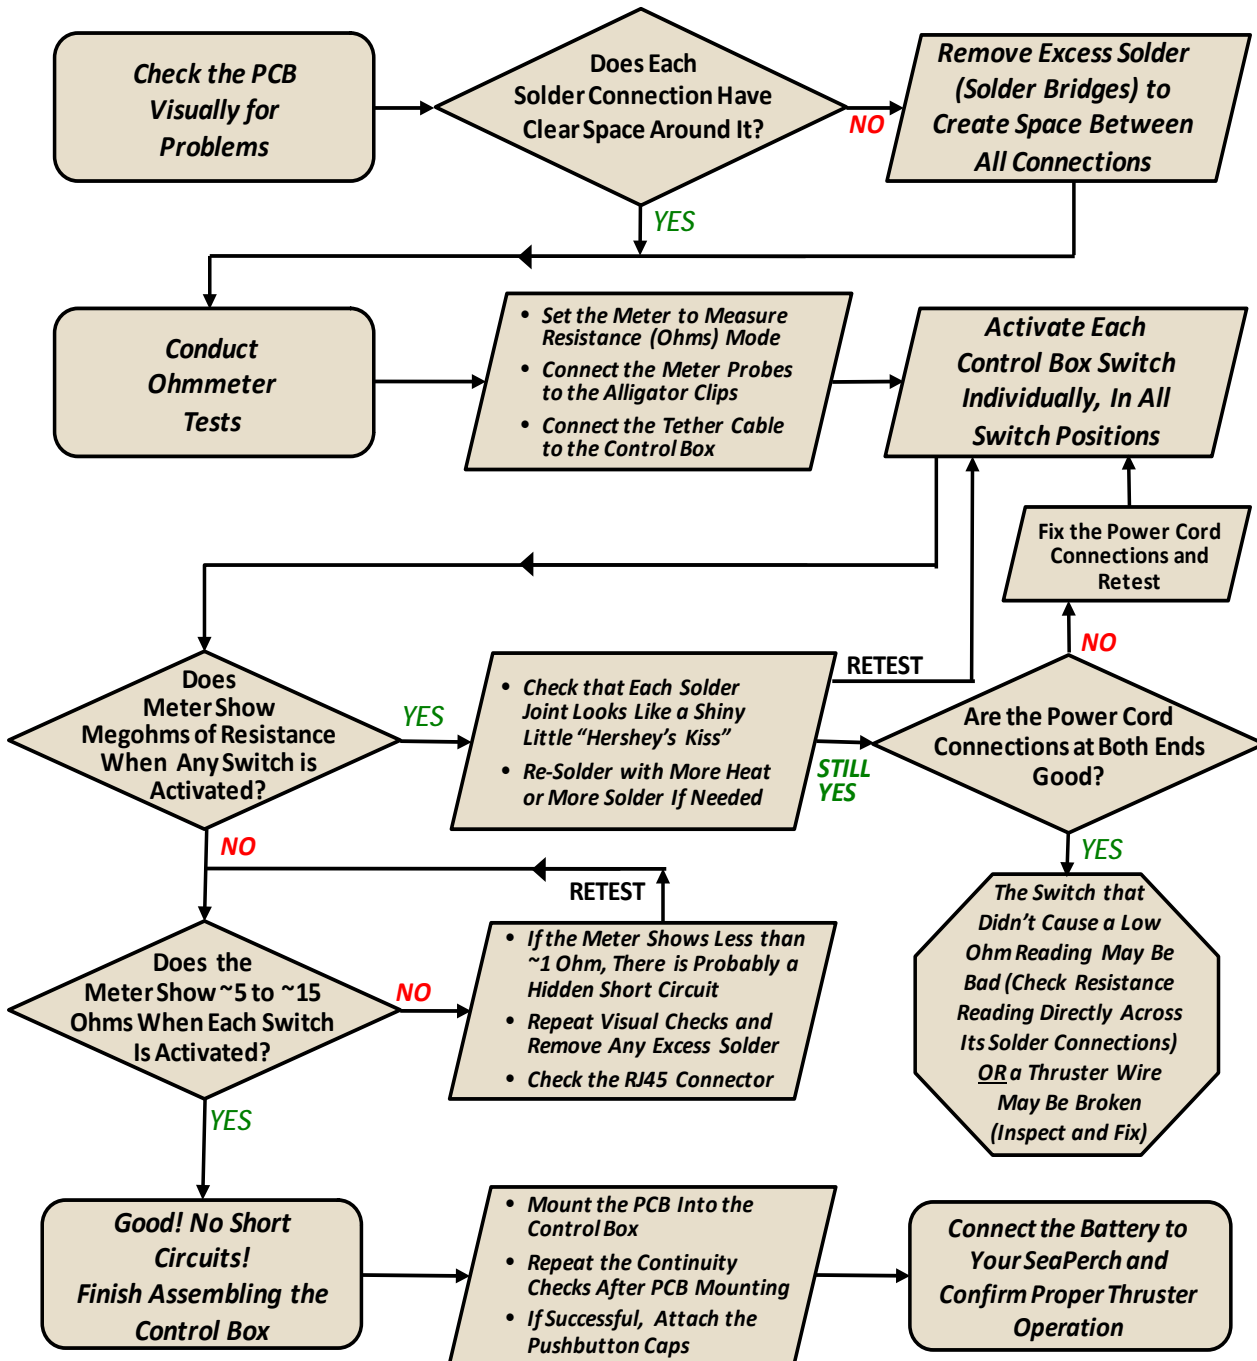 Check the PCB
Visually for
Problems
Does Each
Solder Connection Have
Clear Space Around It?
NO
Remove Excess Solder
(Solder Bridges) to
Create Space Between
All Connections
YES
Conduct
Ohmmeter
Tests
• Set the Meter to Measure
Resistance (Ohms) Mode
• Connect the Meter Probes
to the Alligator Clips
• Connect the Tether Cable
to the Control Box
Activate Each
Control Box Switch
Individually, In All
Switch Positions
Fix the Power Cord
Connections and
Retest
NO
Does
Meter Show
Megohms of Resistance
When Any Switch is
Activated?
YES
• Check that Each Solder
Joint Looks Like a Shiny
Little “Hershey’s Kiss”
• Re-Solder with More Heat
or More Solder If Needed
RETEST
STILL
YES
Are the Power Cord
Connections at Both Ends
Good?
YES
NO
RETEST
Does the
Meter Show ~5 to ~15
Ohms When Each Switch
Is Activated?
NO
• If the Meter Shows Less than
~1 Ohm, There is Probably a
Hidden Short Circuit
• Repeat Visual Checks and
Remove Any Excess Solder
• Check the RJ45 Connector
The Switch that
Didn’t Cause a Low
Ohm Reading May Be
Bad (Check Resistance
Reading Directly Across
Its Solder Connections)
OR a Thruster Wire
May Be Broken
(Inspect and Fix)
YES
Good! No Short
Circuits!
Finish Assembling the
Control Box
• Mount the PCB Into the
Control Box
• Repeat the Continuity
Checks After PCB Mounting
• If Successful, Attach the
Pushbutton Caps
Connect the Battery to
Your SeaPerch and
Confirm Proper Thruster
Operation